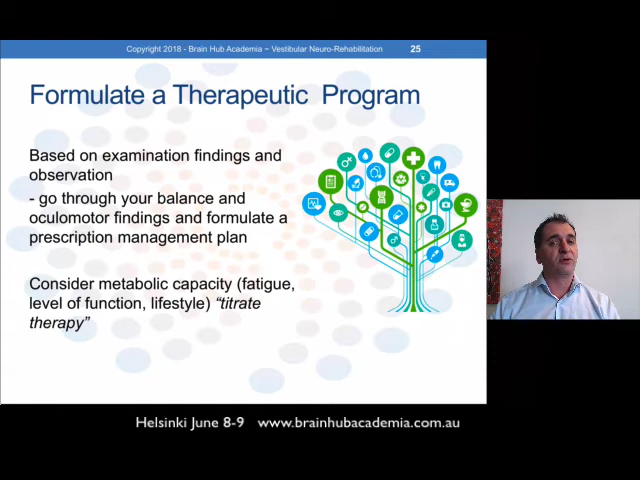 Copyright 2018 - Brain Hub Academia ~ Vestibular Neuro-Rehabilitation 25
Formulate a Therapeutic Program
Based on examination findings and
observation
- go through your balance and
oculomotor findings and formulate a
prescription management plan
Consider metabolic capacity (fatigue,
level of function, lifestyle) “titrate
therapy”
Helsinki June 8-9 www.brainhubacademia.com.au